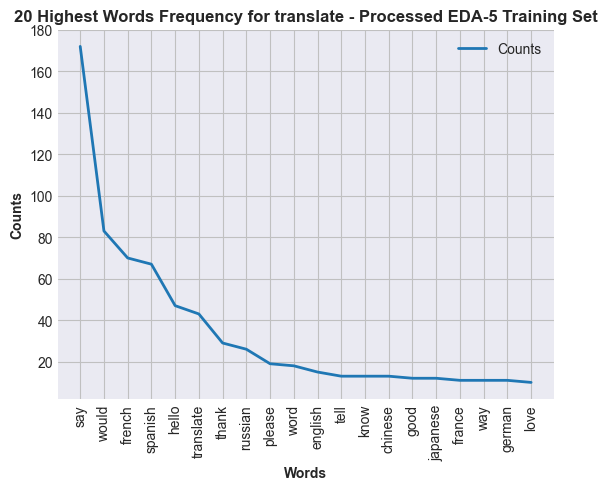 20 Highest Words Frequency for translate - Processed EDA-5 Training Set
Counts
180
160
140
120
100
80
60
40
20
Counts
say
would
french
spanish
hello
translate
thank
russian
please
word
english
tell
know
chinese
good
japanese
france
way
german
love
Words